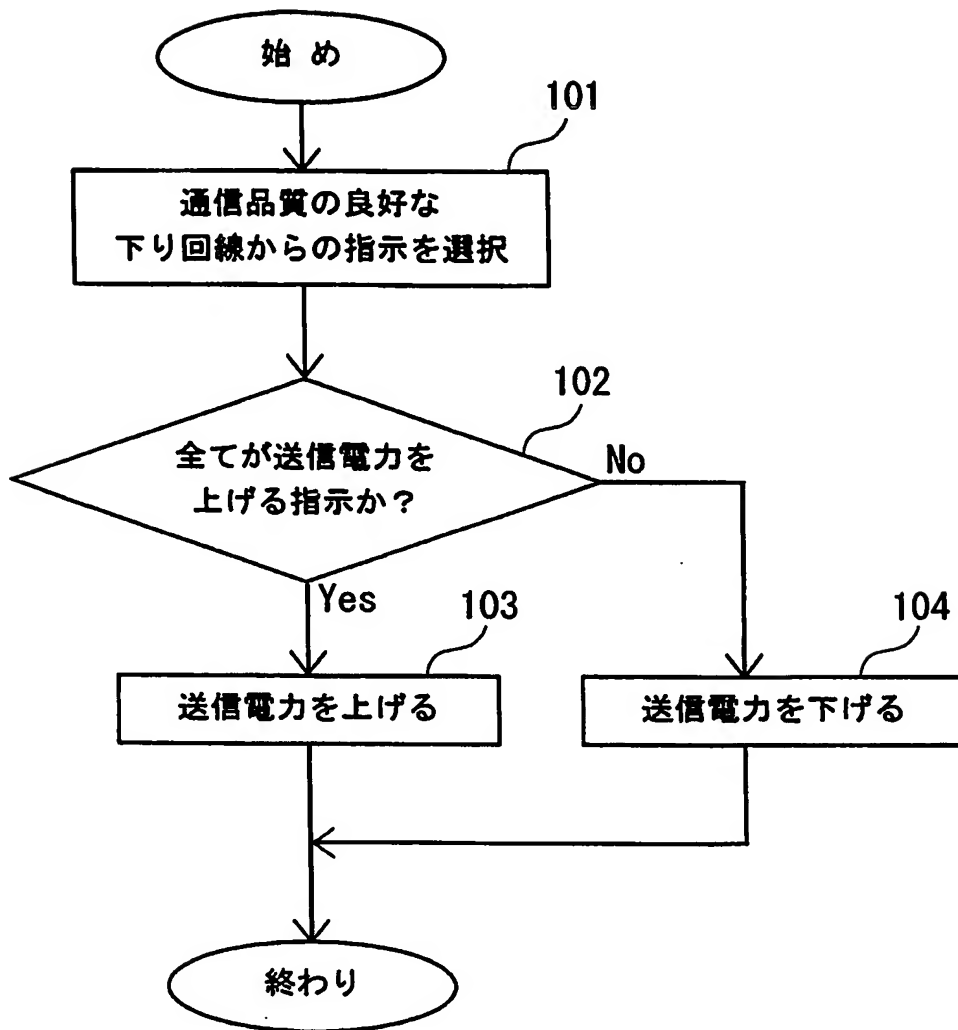 始め
101
通信品質の良好な
下り回線からの指示を選択
102
全てが送信電力を
上げる指示か？
No
Yes
103
104
送信電力を上げる
送信電力を下げる
終わり